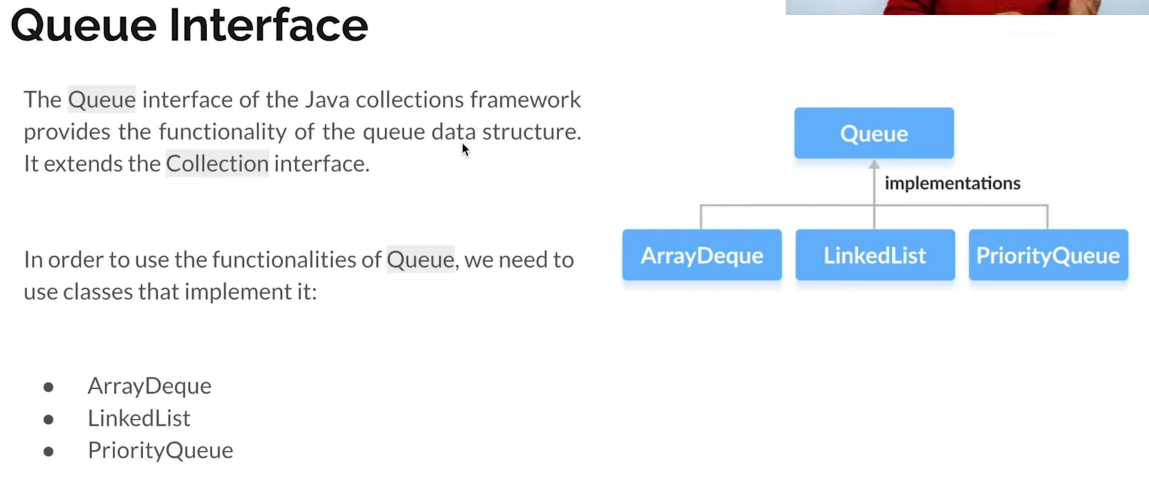 Queue Interface
The Queue interface of the Java collections framework
provides the functionality of the queue data structure.
It extends the Collection interface.
In order to use the functionalities of Queue, we need to
use classes that implement it:
● ArrayDeque
● LinkedList
● PriorityQueue
Queue
implementations
ArrayDeque LinkedList PriorityQueue